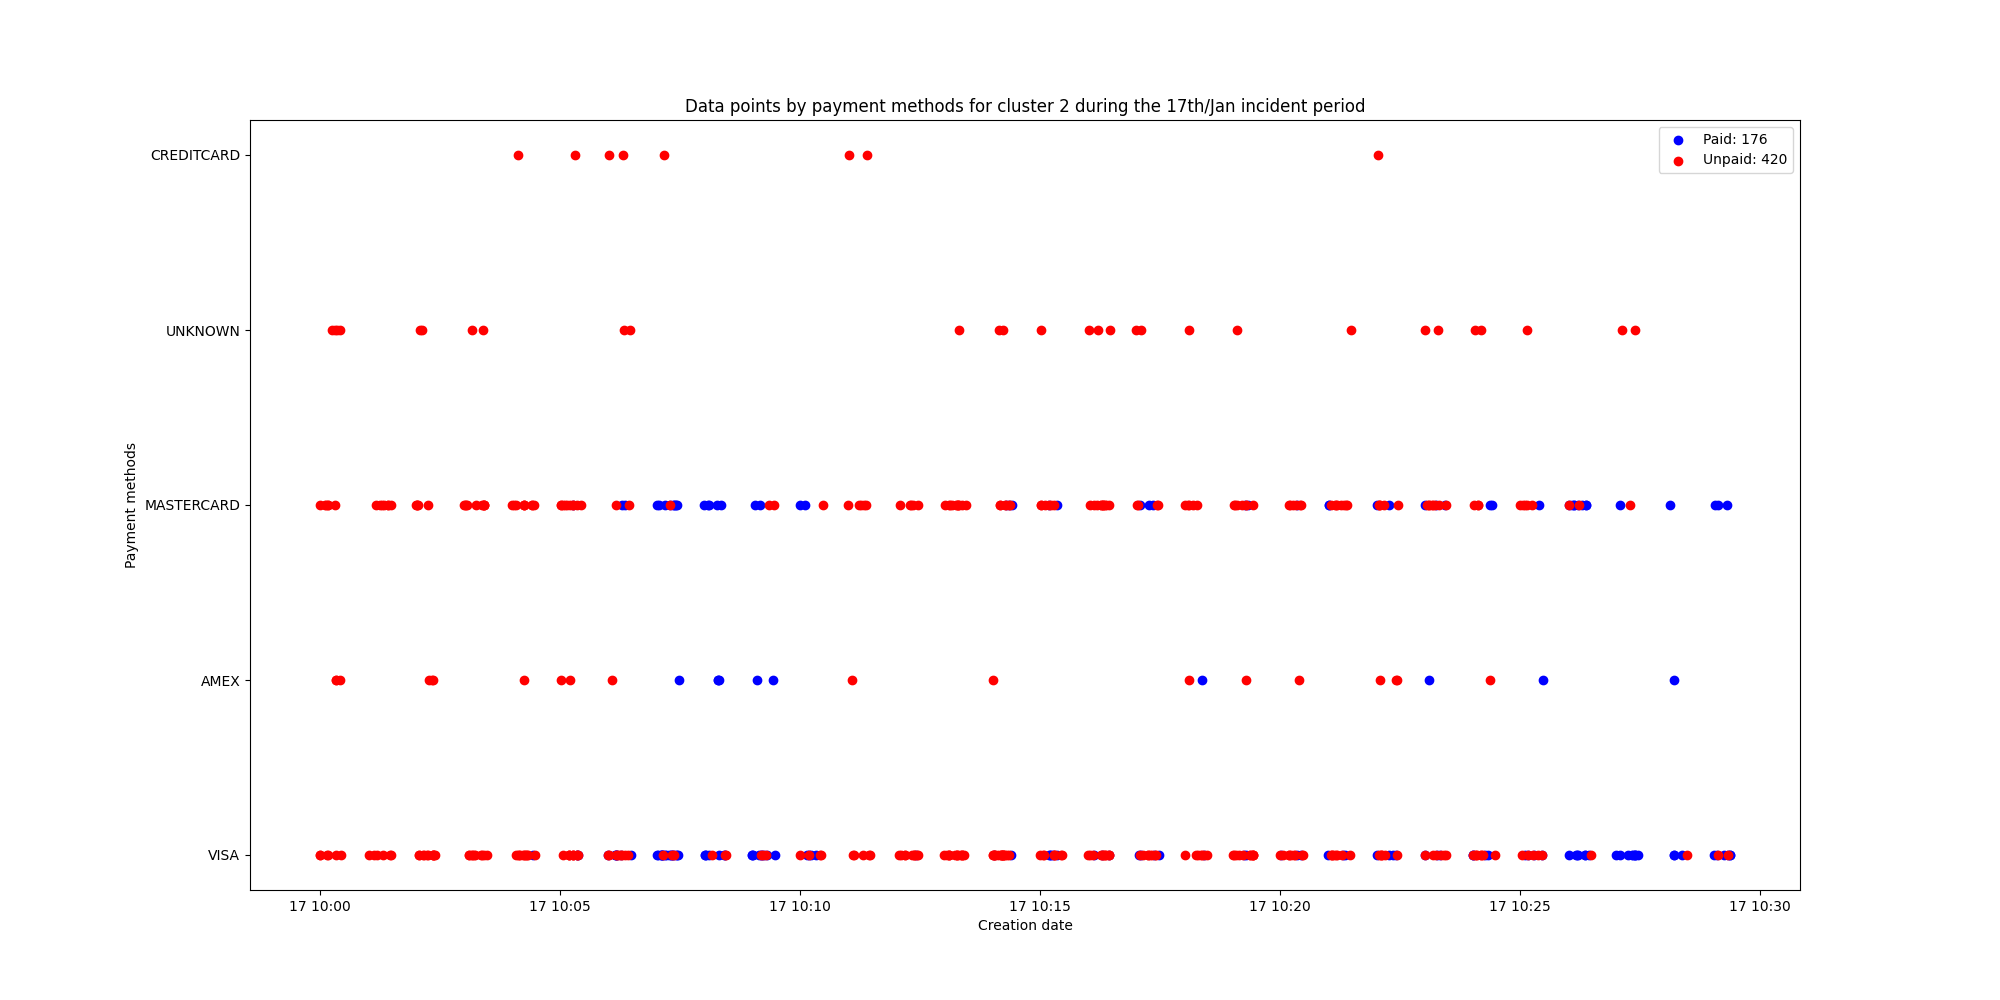 Data points by payment methods for cluster 2 during the 17th/Jan incident period
Paid: 176
Unpaid: 420
Payment methods
CREDITCARD
UNKNOWN
MASTERCARD
AMEX
VISA
17 10:00 17 10:05 17 10:10 17 10:15 17 10:20 17 10:25 17 10:30
Creation date